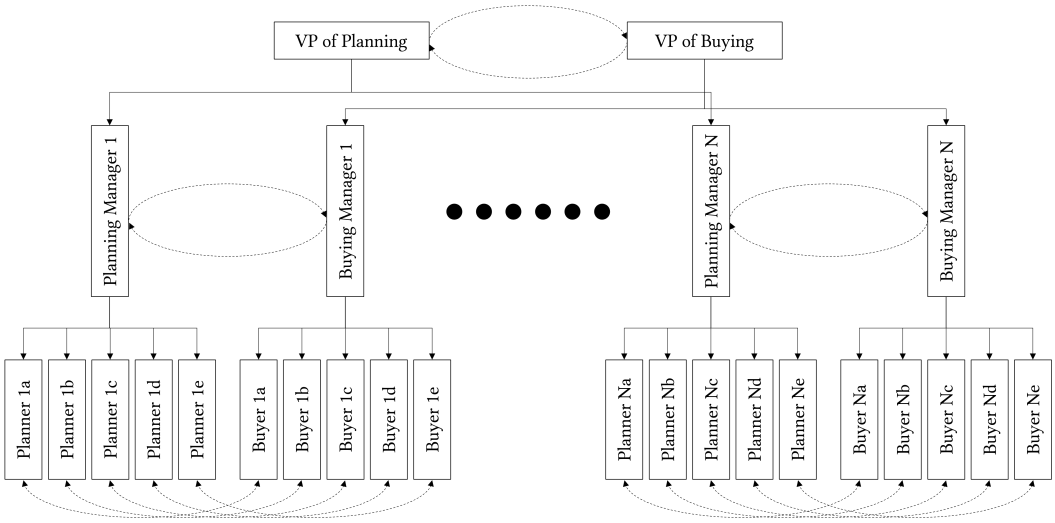 VP of Planning
VP of Buying
Planning Manager 1
Buying Manager 1
Planning Manager N
Buying Manager N
Planner 1a
Planner 1b
Planner 1c
Planner 1d
Planner 1e
Buyer 1a
Buyer 1b
Buyer 1c
Buyer 1d
Buyer 1e
Planner Na
Planner Nb
Planner Nc
Planner Nd
Planner Ne
Buyer Na
Buyer Nb
Buyer Nc
Buyer Nd
Buyer Ne